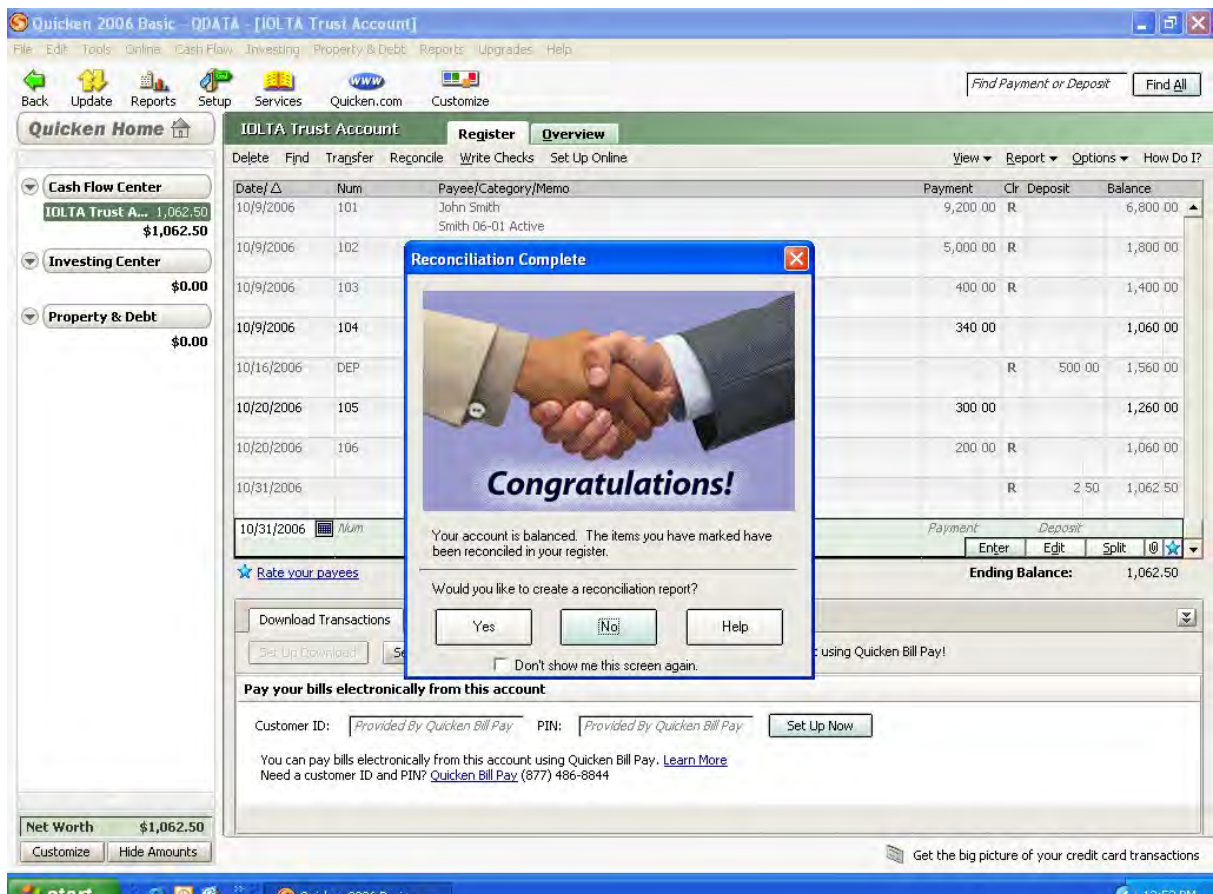 Quicken 2006 Basic - QDATA - [IOLTA Trust Account]
File Edit Tools Online Cash Flow Investing Property & Debt Reports Upgrades Help
Back Update Reports Setup Services Quicken.com Customize
Find Payment or Deposit Find All
Quicken Home
IOLTA Trust Account Register Overview
Delete Find Transfer Reconcile Write Checks Set Up Online View Report Options How Do I?
Cash Flow Center
IOLTA Trust A... 1,062.50
$1,062.50
Investing Center
$0.00
Property & Debt
$0.00
Date/ Num Payee/Category/Memo Payment Clr Deposit Balance
10/9/2006 101 John Smith 9,200 00 R 6,800 00
Smith 06-01 Active
10/9/2006 102 5,000 00 R 1,800 00
10/9/2006 103 400 00 R 1,400 00
10/9/2006 104 340 00 1,060 00
10/16/2006 DEP R 500 00 1,560 00
10/20/2006 105 300 00 1,260 00
10/20/2006 106 200 00 R 1,060 00
10/31/2006 R 2 50 1,062 50
10/31/2006 Num Payment Deposit
Enter Edit Split
Rate your payees Ending Balance: 1,062.50
Reconciliation Complete
Congratulations!
Your account is balanced. The items you have marked have
been reconciled in your register.
Would you like to create a reconciliation report?
Yes No Help
Don't show me this screen again.
Download Transactions
Set Up Download Se
using Quicken Bill Pay!
Pay your bills electronically from this account
Customer ID: Provided By Quicken Bill Pay PIN: Provided By Quicken Bill Pay Set Up Now
You can pay bills electronically from this account using Quicken Bill Pay. Learn More
Need a customer ID and PIN? Quicken Bill Pay (877) 486-8844
Net Worth $1,062.50
Customize Hide Amounts
Get the big picture of your credit card transactions
start